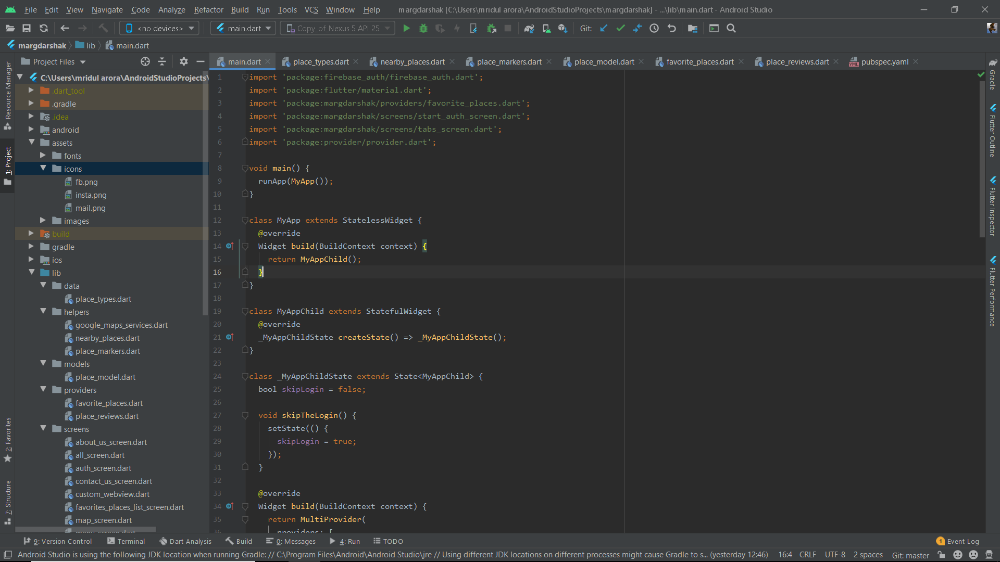 File Edit View Navigate Code Analyze Refactor Build Run Tools VCS Window Help margdarshak [C:\Users\mridul arora\AndroidStudioProjects\margdarshak] - ...\lib\main.dart - Android Studio
<no devices> main.dart Copy_of_Nexus 5 API 25 Git:
margdarshak lib main.dart
Project Files
main.dart place_types.dart nearby_places.dart place_markers.dart place_model.dart favorite_places.dart place_reviews.dart pubspec.yaml
Resource Manager
1: Project
2: Favorites
7: Structure
C:\Users\mridul arora\AndroidStudioProjects\
.dart_tool
.gradle
.idea
android
assets
fonts
icons
fb.png
insta.png
mail.png
images
build
gradle
ios
lib
data
place_types.dart
helpers
google_maps_services.dart
nearby_places.dart
place_markers.dart
models
place_model.dart
providers
favorite_places.dart
place_reviews.dart
screens
about_us_screen.dart
all_screen.dart
auth_screen.dart
contact_us_screen.dart
custom_webview.dart
favorites_places_list_screen.dart
map_screen.dart
1 import 'package:firebase_auth/firebase_auth.dart';
2 import 'package:flutter/material.dart';
3 import 'package:margdarshak/providers/favorite_places.dart';
4 import 'package:margdarshak/screens/start_auth_screen.dart';
5 import 'package:margdarshak/screens/tabs_screen.dart';
6 import 'package:provider/provider.dart';
7
8 void main() {
9 runApp(MyApp());
10 }
11
12 class MyApp extends StatelessWidget {
13 @override
14 Widget build(BuildContext context) {
15 return MyAppChild();
16 }
17 }
18
19 class MyAppChild extends StatefulWidget {
20 @override
21 _MyAppChildState createState() => _MyAppChildState();
22 }
23
24 class _MyAppChildState extends State<MyAppChild> {
25 bool skipLogin = false;
26
27 void skipTheLogin() {
28 setState(() {
29 skipLogin = true;
30 });
31 }
32
33 @override
34 Widget build(BuildContext context) {
35 return MultiProvider(
36 providers: [
Gradle
Flutter Outline
Flutter Inspector
Flutter Performance
9: Version Control Terminal Dart Analysis Build 0: Messages 4: Run TODO 1 Event Log
Android Studio is using the following JDK location when running Gradle: // C:\Program Files\Android\Android Studio\jre // Using different JDK locations on different processes might cause Gradle to s... (yesterday 12:46) 16:4 CRLF UTF-8 2 spaces Git: master